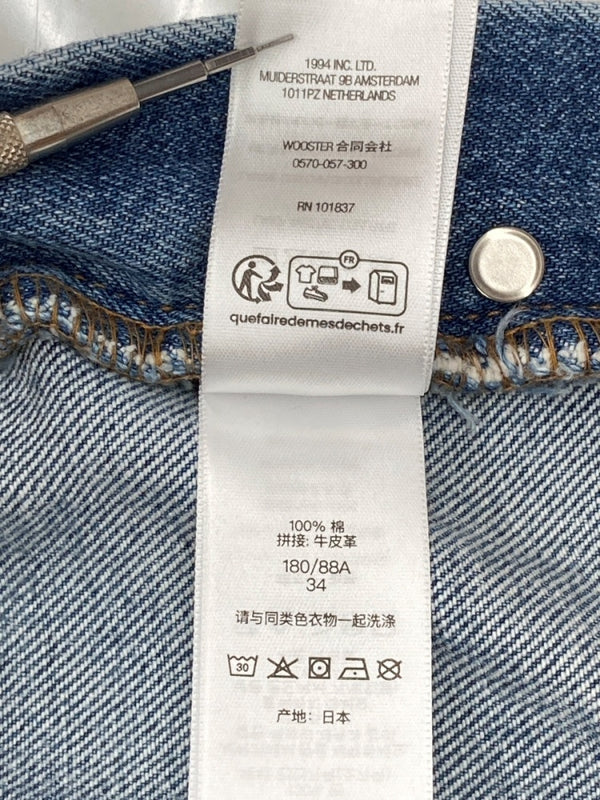 1994 INC. LTD.
MUIDERSTRAAT 9B AMSTERDAM
1011PZ NETHERLANDS
WOOSTER 合同会社
0570-057-300
RN 101837
FR
quefairedemesdechets.fr
100% 棉
拼接: 牛皮革
180/88A
34
请与同类色衣物一起洗涤
30
产地: 日本